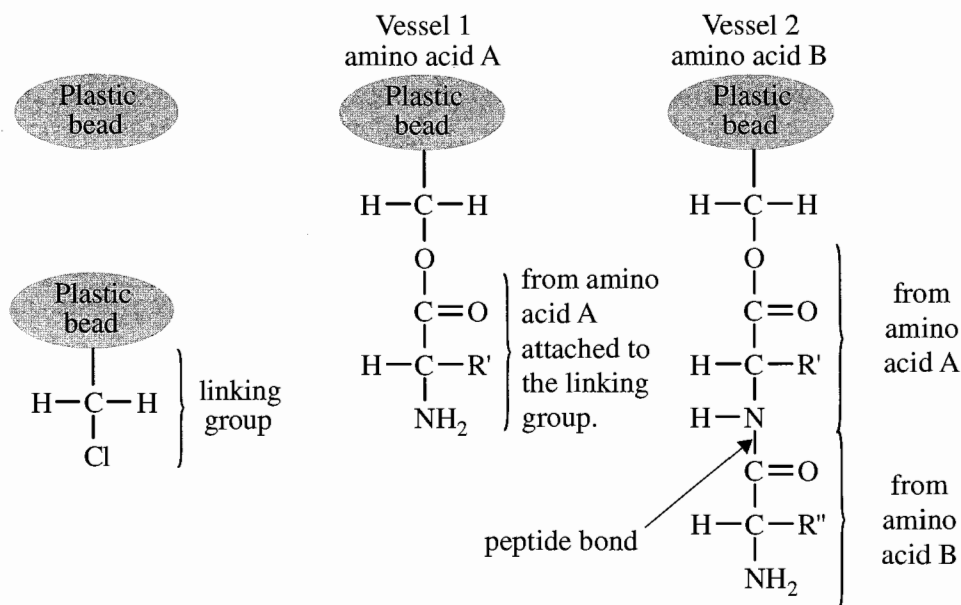 Plastic
bead
Plastic
bead
H–C–H
Cl
linking
group
Vessel 1
amino acid A
Plastic
bead
H–C–H
O
C=O
H–C–R'
NH2
from amino
acid A
attached to
the linking
group.
Vessel 2
amino acid B
Plastic
bead
H–C–H
O
C=O
H–C–R'
H–N
C=O
H–C–R"
NH2
peptide bond
from
amino
acid A
from
amino
acid B